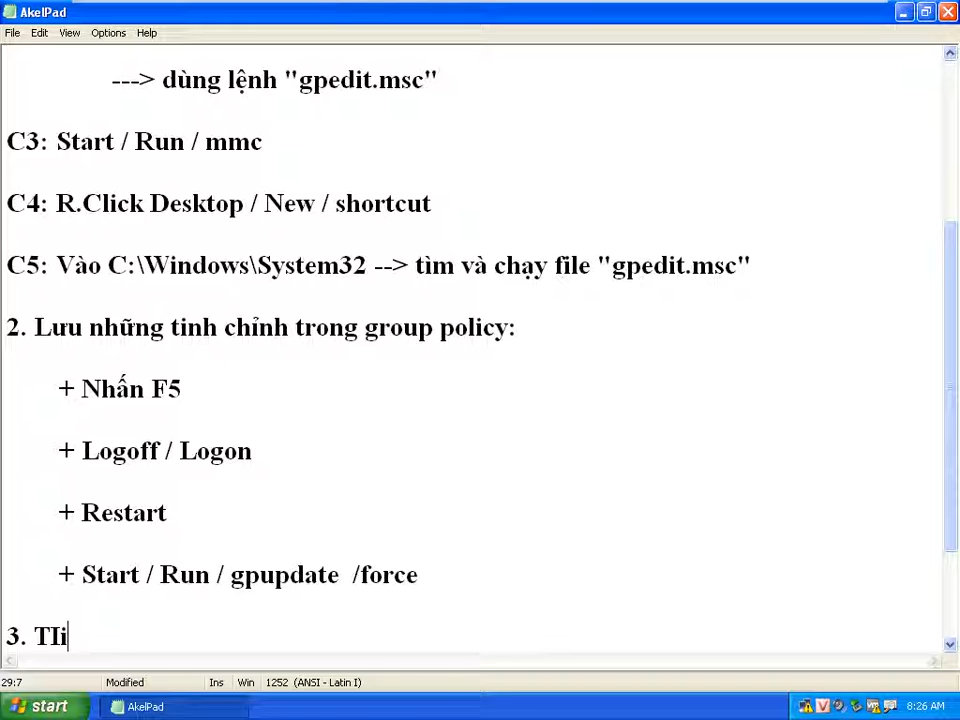 AkelPad
File Edit View Options Help
---> dùng lệnh "gpedit.msc"
C3: Start / Run / mmc
C4: R.Click Desktop / New / shortcut
C5: Vào C:\Windows\System32 --> tìm và chạy file "gpedit.msc"
2. Lưu những tinh chỉnh trong group policy:
+ Nhấn F5
+ Logoff / Logon
+ Restart
+ Start / Run / gpupdate  /force
3. TIi
29:7 Modified Ins Win 1252 (ANSI - Latin I)
start AkelPad V 8:26 AM